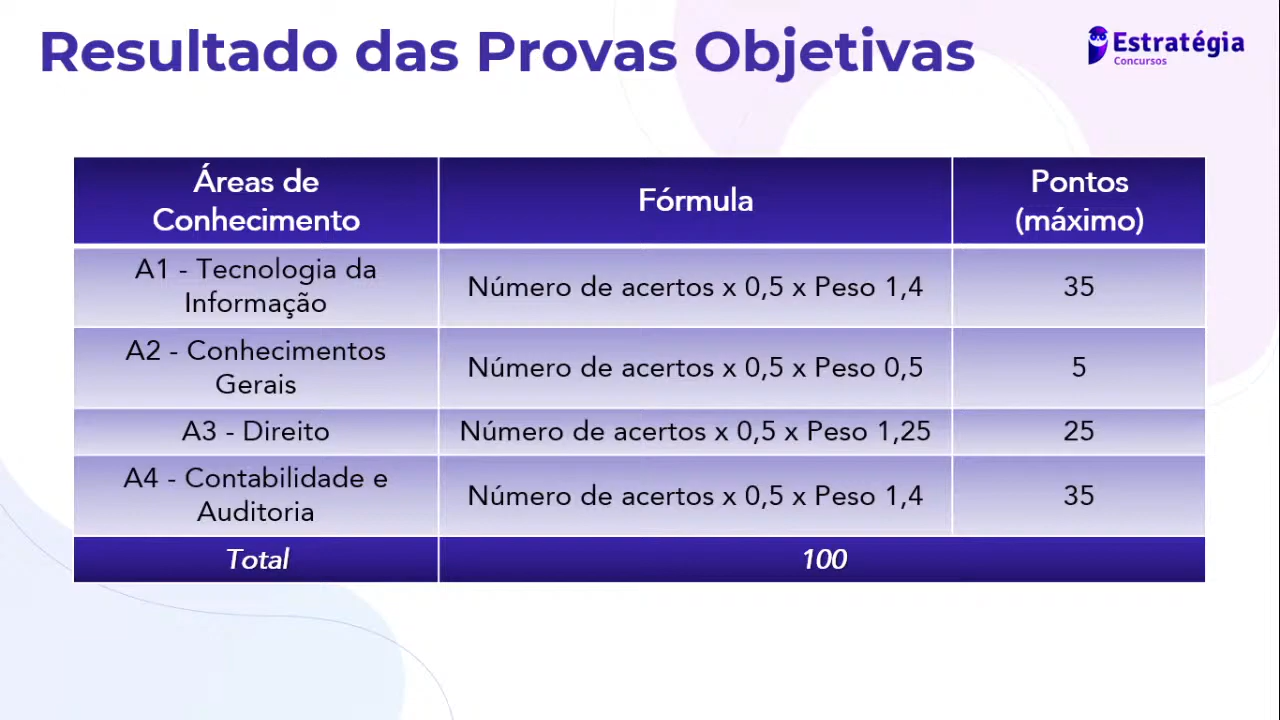 Resultado das Provas Objetivas
Estratégia
Concursos
Áreas de
Conhecimento
Fórmula
Pontos
(máximo)
A1 - Tecnologia da
Informação
Número de acertos x 0,5 x Peso 1,4
35
A2 - Conhecimentos
Gerais
Número de acertos x 0,5 x Peso 0,5
5
A3 - Direito
Número de acertos x 0,5 x Peso 1,25
25
A4 - Contabilidade e
Auditoria
Número de acertos x 0,5 x Peso 1,4
35
Total
100